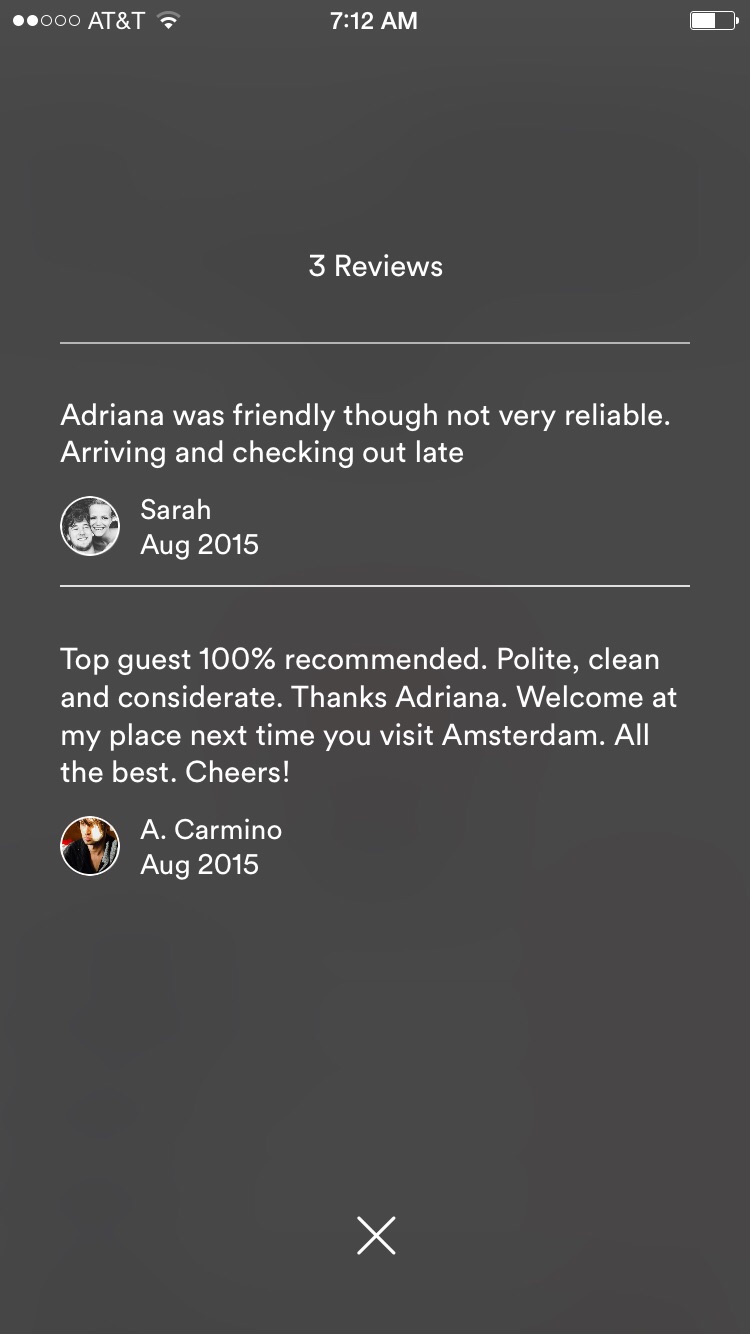 AT&T 7:12 AM
3 Reviews
Adriana was friendly though not very reliable.
Arriving and checking out late
Sarah
Aug 2015
Top guest 100% recommended. Polite, clean
and considerate. Thanks Adriana. Welcome at
my place next time you visit Amsterdam. All
the best. Cheers!
A. Carmino
Aug 2015